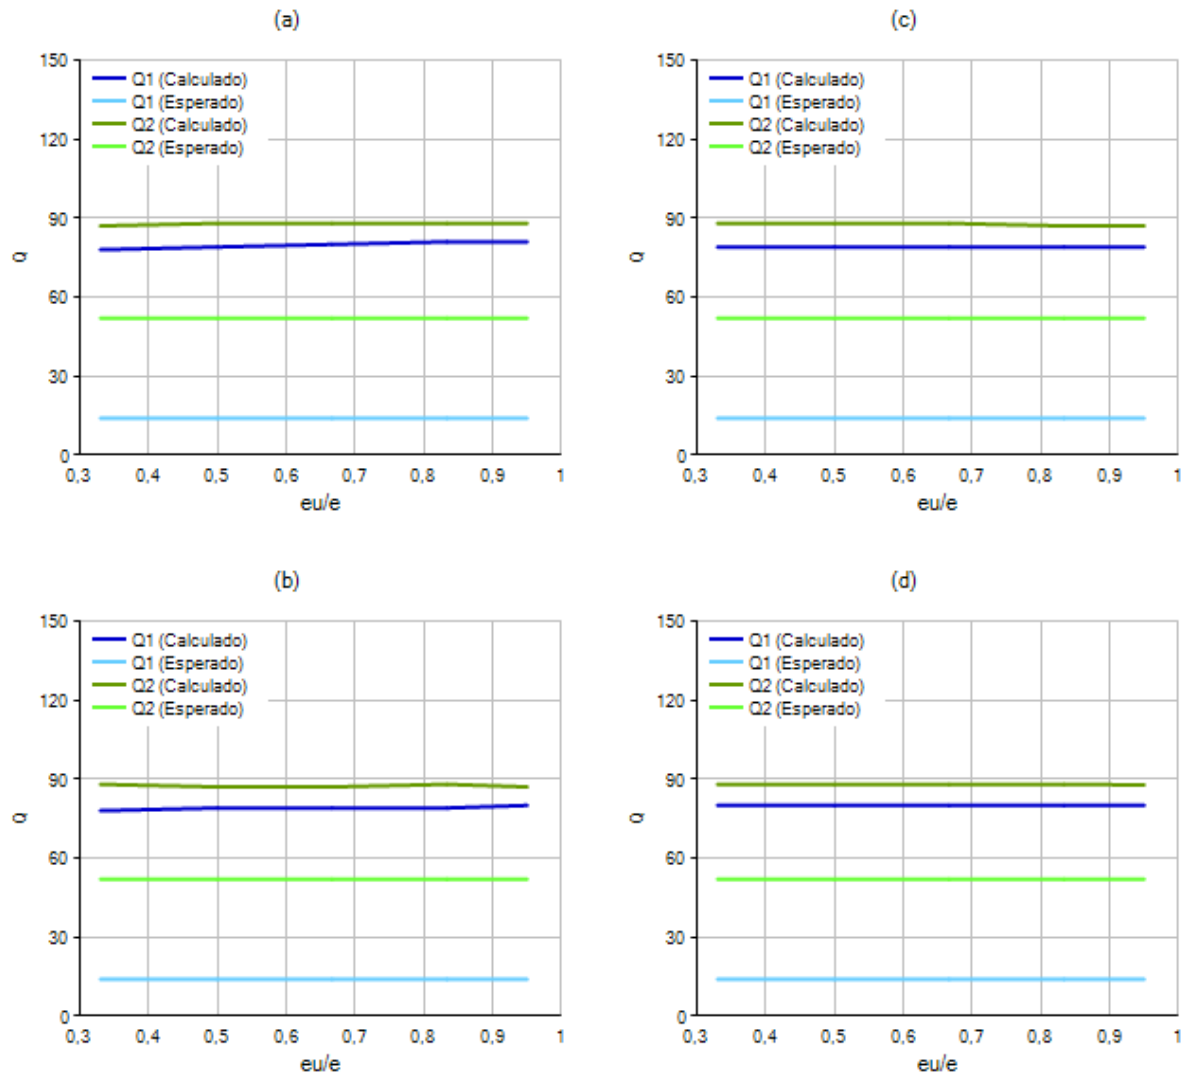 (a)
150
120
90
60
30
0
Q
Q1 (Calculado)
Q1 (Esperado)
Q2 (Calculado)
Q2 (Esperado)
0,3 0,4 0,5 0,6 0,7 0,8 0,9 1
eu/e
(c)
150
120
90
60
30
0
Q
Q1 (Calculado)
Q1 (Esperado)
Q2 (Calculado)
Q2 (Esperado)
0,3 0,4 0,5 0,6 0,7 0,8 0,9 1
eu/e
(b)
150
120
90
60
30
0
Q
Q1 (Calculado)
Q1 (Esperado)
Q2 (Calculado)
Q2 (Esperado)
0,3 0,4 0,5 0,6 0,7 0,8 0,9 1
eu/e
(d)
150
120
90
60
30
0
Q
Q1 (Calculado)
Q1 (Esperado)
Q2 (Calculado)
Q2 (Esperado)
0,3 0,4 0,5 0,6 0,7 0,8 0,9 1
eu/e